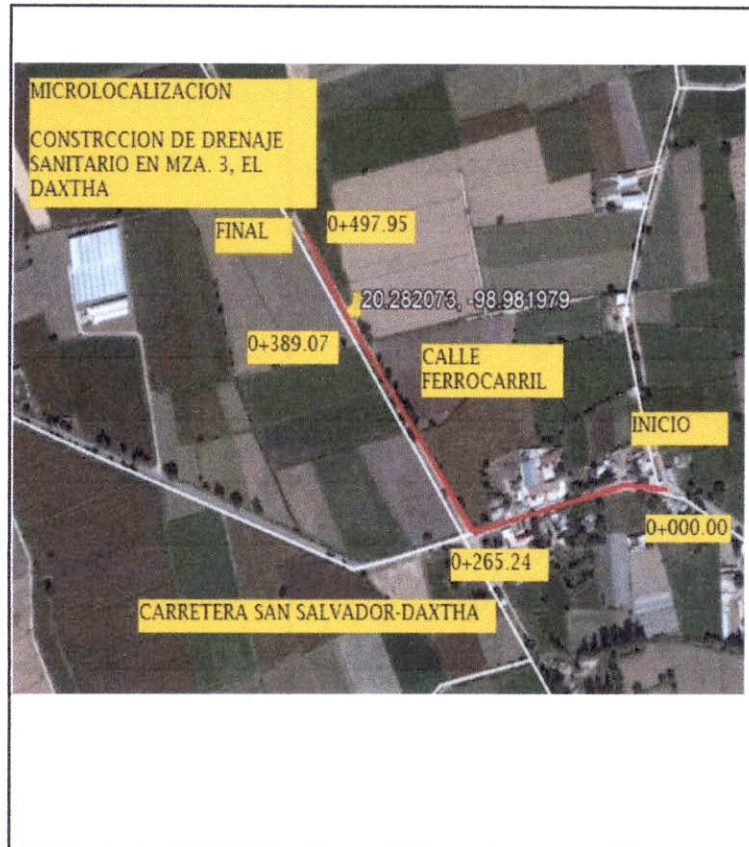 MICROLOCALIZACION
CONSTRCCION DE DRENAJE
SANITARIO EN MZA. 3, EL
DAXTHA
FINAL
0+497.95
20.282073, -98.981979
0+389.07
CALLE
FERROCARRIL
INICIO
0+000.00
0+265.24
CARRETERA SAN SALVADOR-DAXTHA